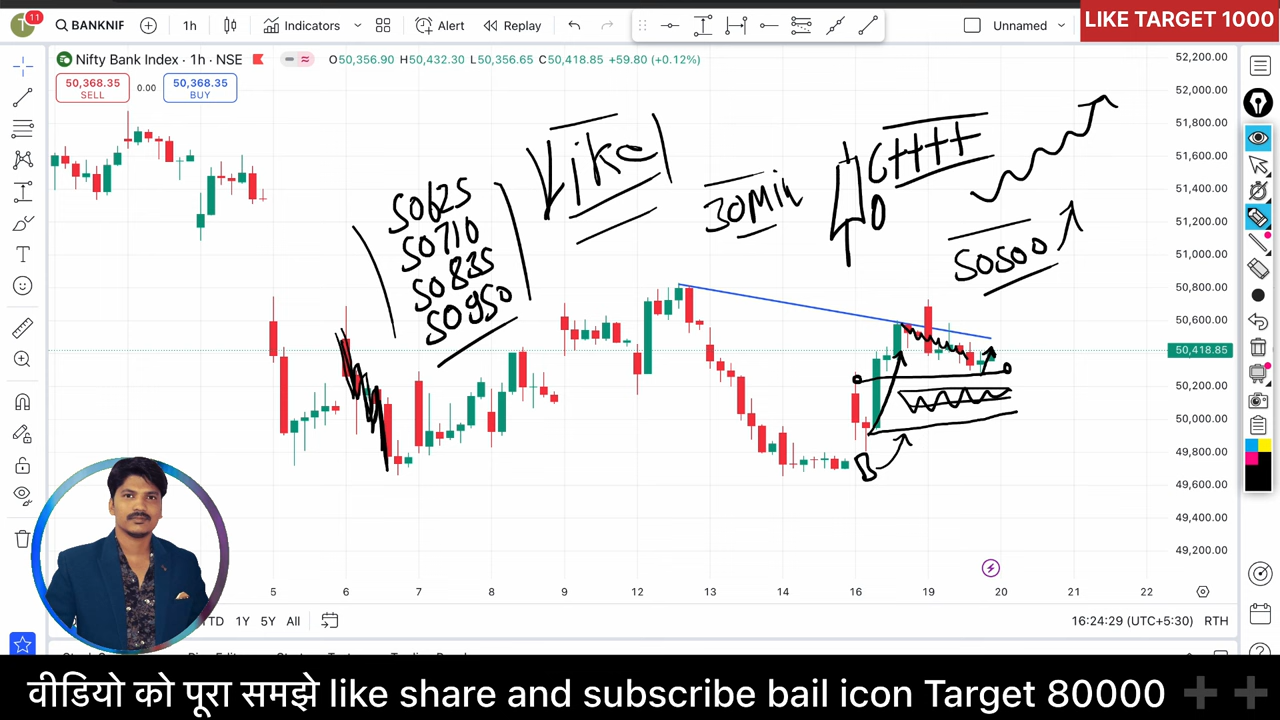 11
BANKNIF
1h
Indicators
Alert
Replay
Unnamed
LIKE TARGET 1000
Nifty Bank Index · 1h · NSE
O50,356.90 H50,432.30 L50,356.65 C50,418.85 +59.80 (+0.12%)
50,368.35
SELL
0.00
50,368.35
BUY
Like
50625
50710
50835
50950
30Min
C++++
O
50500
B
52,200.00
52,000.00
51,800.00
51,600.00
51,400.00
51,200.00
51,000.00
50,800.00
50,600.00
50,418.85
50,200.00
50,000.00
49,800.00
49,600.00
49,400.00
49,200.00
5 6 7 8 9 12 13 14 16 19 20 21 22
TD 1Y 5Y All
16:24:29 (UTC+5:30) RTH
वीडियो को पूरा समझे like share and subscribe bail icon Target 80000 ➕➕